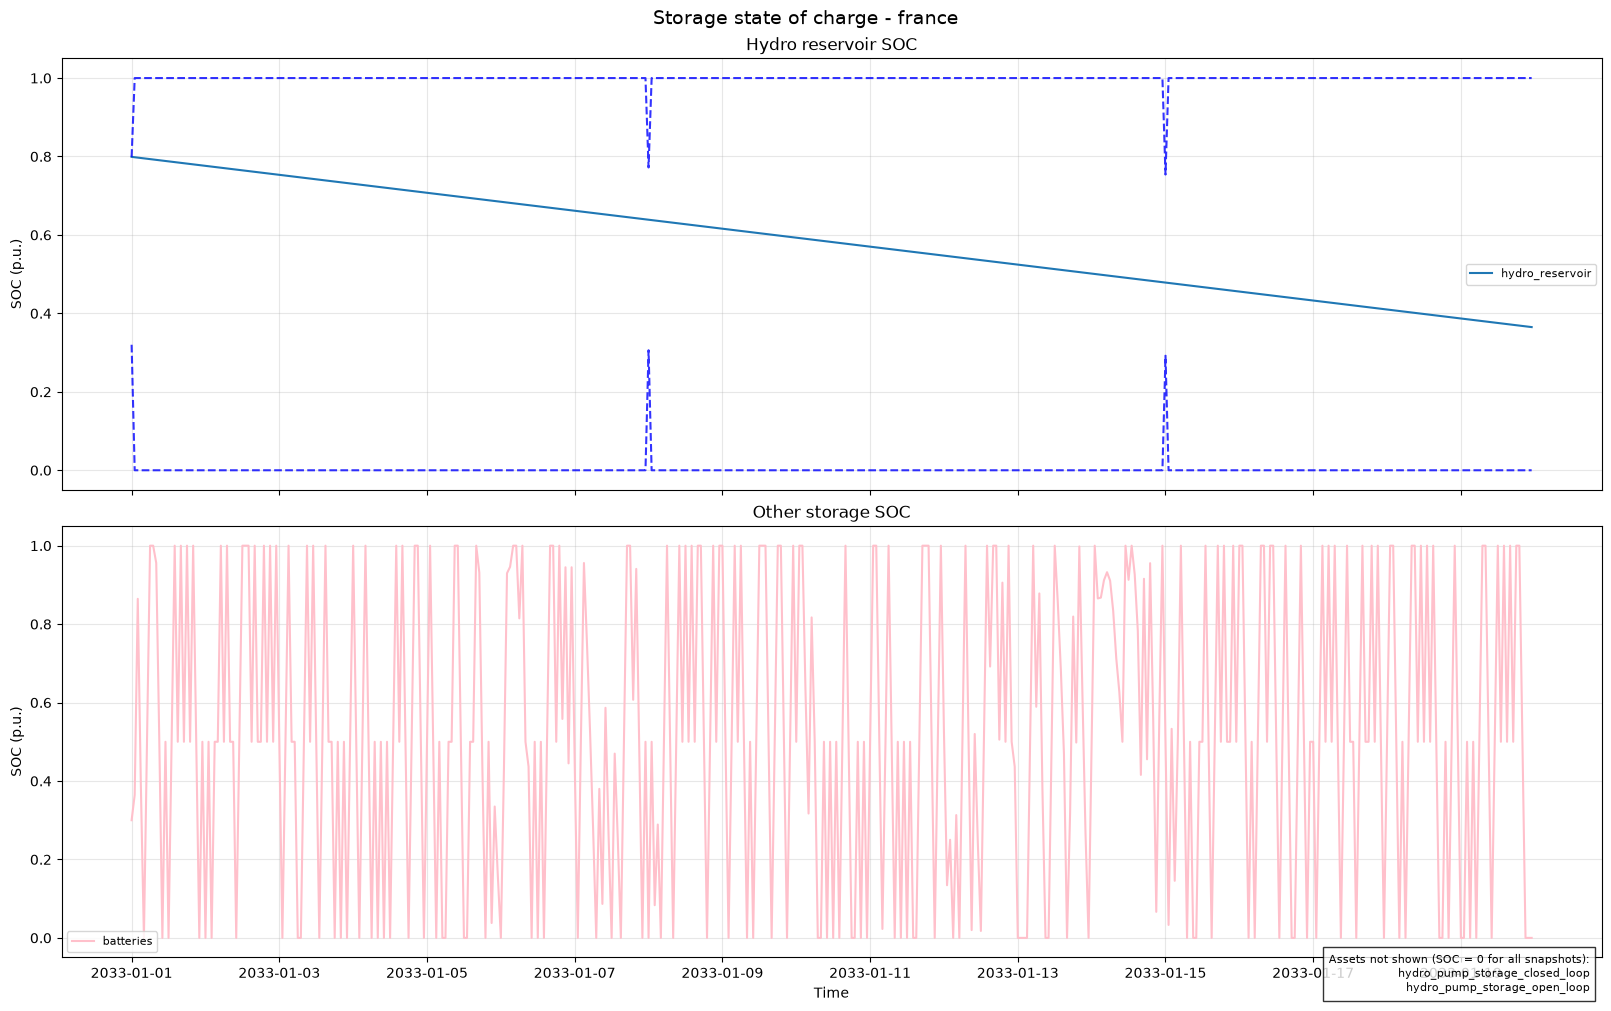 Storage state of charge - france
Hydro reservoir SOC
1.0
0.8
0.6
0.4
0.2
0.0
SOC (p.u.)
hydro_reservoir
Other storage SOC
1.0
0.8
0.6
0.4
0.2
0.0
SOC (p.u.)
batteries
2033-01-01
2033-01-03
2033-01-05
2033-01-07
2033-01-09
2033-01-11
2033-01-13
2033-01-15
2033-01-17
Time
Assets not shown (SOC = 0 for all snapshots):
hydro_pump_storage_closed_loop
hydro_pump_storage_open_loop